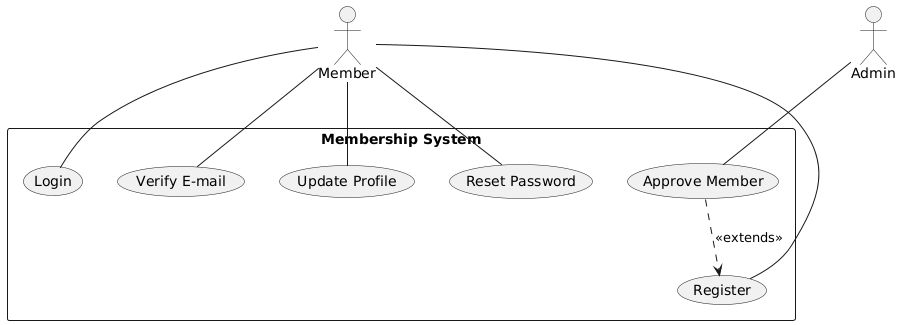 Member
Admin
Membership System
Login
Verify E-mail
Update Profile
Reset Password
Approve Member
«extends»
Register